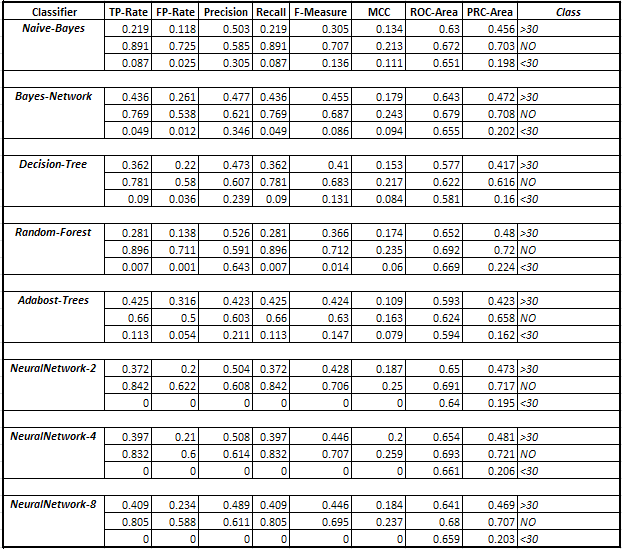 Classifier TP-Rate FP-Rate Precision Recall F-Measure MCC ROC-Area PRC-Area Class
Naive-Bayes 0.219 0.118 0.503 0.219 0.305 0.134 0.63 0.456 >30
0.891 0.725 0.585 0.891 0.707 0.213 0.672 0.703 NO
0.087 0.025 0.305 0.087 0.136 0.111 0.651 0.198 <30
Bayes-Network 0.436 0.261 0.477 0.436 0.455 0.179 0.643 0.472 >30
0.769 0.538 0.621 0.769 0.687 0.243 0.679 0.708 NO
0.049 0.012 0.346 0.049 0.086 0.094 0.655 0.202 <30
Decision-Tree 0.362 0.22 0.473 0.362 0.41 0.153 0.577 0.417 >30
0.781 0.58 0.607 0.781 0.683 0.217 0.622 0.616 NO
0.09 0.036 0.239 0.09 0.131 0.084 0.581 0.16 <30
Random-Forest 0.281 0.138 0.526 0.281 0.366 0.174 0.652 0.48 >30
0.896 0.711 0.591 0.896 0.712 0.235 0.692 0.72 NO
0.007 0.001 0.643 0.007 0.014 0.06 0.669 0.224 <30
Adabost-Trees 0.425 0.316 0.423 0.425 0.424 0.109 0.593 0.423 >30
0.66 0.5 0.603 0.66 0.63 0.163 0.624 0.658 NO
0.113 0.054 0.211 0.113 0.147 0.079 0.594 0.162 <30
NeuralNetwork-2 0.372 0.2 0.504 0.372 0.428 0.187 0.65 0.473 >30
0.842 0.622 0.608 0.842 0.706 0.25 0.691 0.717 NO
0 0 0 0 0 0 0.64 0.195 <30
NeuralNetwork-4 0.397 0.21 0.508 0.397 0.446 0.2 0.654 0.481 >30
0.832 0.6 0.614 0.832 0.707 0.259 0.693 0.721 NO
0 0 0 0 0 0 0.661 0.206 <30
NeuralNetwork-8 0.409 0.234 0.489 0.409 0.446 0.184 0.641 0.469 >30
0.805 0.588 0.611 0.805 0.695 0.237 0.68 0.707 NO
0 0 0 0 0 0 0.659 0.203 <30